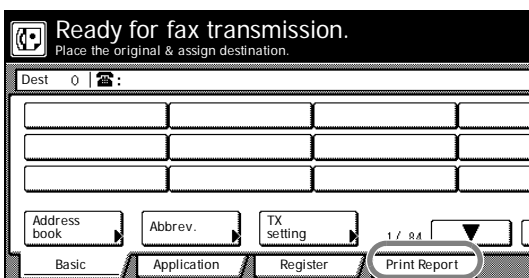 Ready for fax transmission.
Place the original & assign destination.
Dest 0 :
Address book
Abbrev.
TX setting
1 / 84
Basic
Application
Register
Print Report